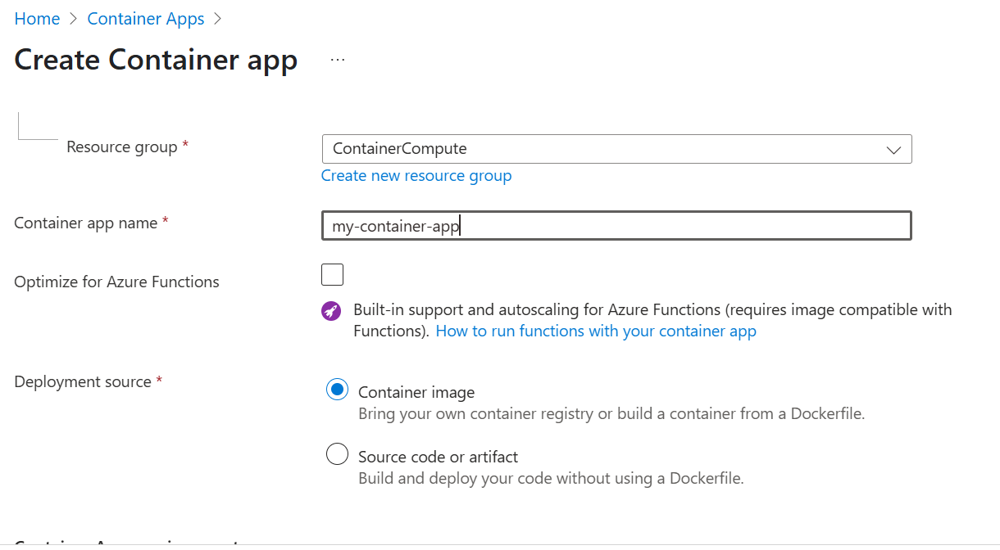 Home > Container Apps >
Create Container app ...
Resource group *
ContainerCompute
Create new resource group
Container app name *
my-container-app
Optimize for Azure Functions
Built-in support and autoscaling for Azure Functions (requires image compatible with
Functions). How to run functions with your container app
Deployment source *
Container image
Bring your own container registry or build a container from a Dockerfile.
Source code or artifact
Build and deploy your code without using a Dockerfile.